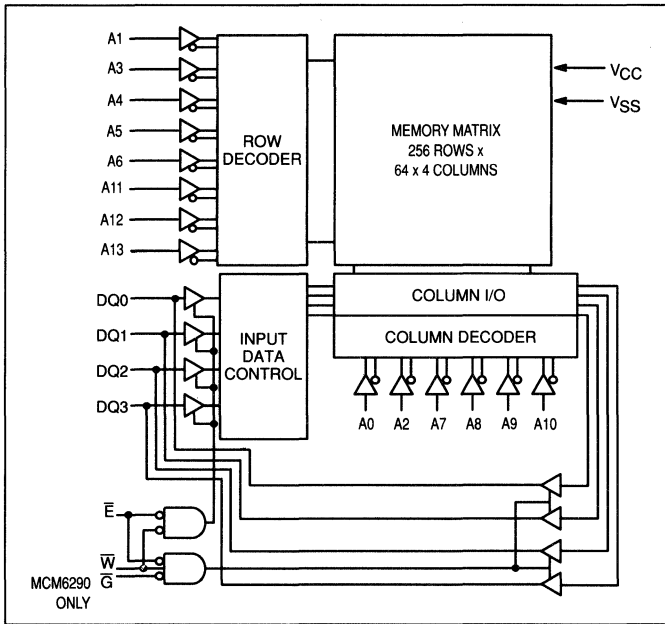 A1
A3
A4
A5
A6
A11
A12
A13
ROW
DECODER
MEMORY MATRIX
256 ROWS x
64 x 4 COLUMNS
VCC
VSS
DQ0
DQ1
DQ2
DQ3
INPUT
DATA
CONTROL
COLUMN I/O
COLUMN DECODER
A0 A2 A7 A8 A9 A10
E̅
W̅
G̅
MCM6290
ONLY